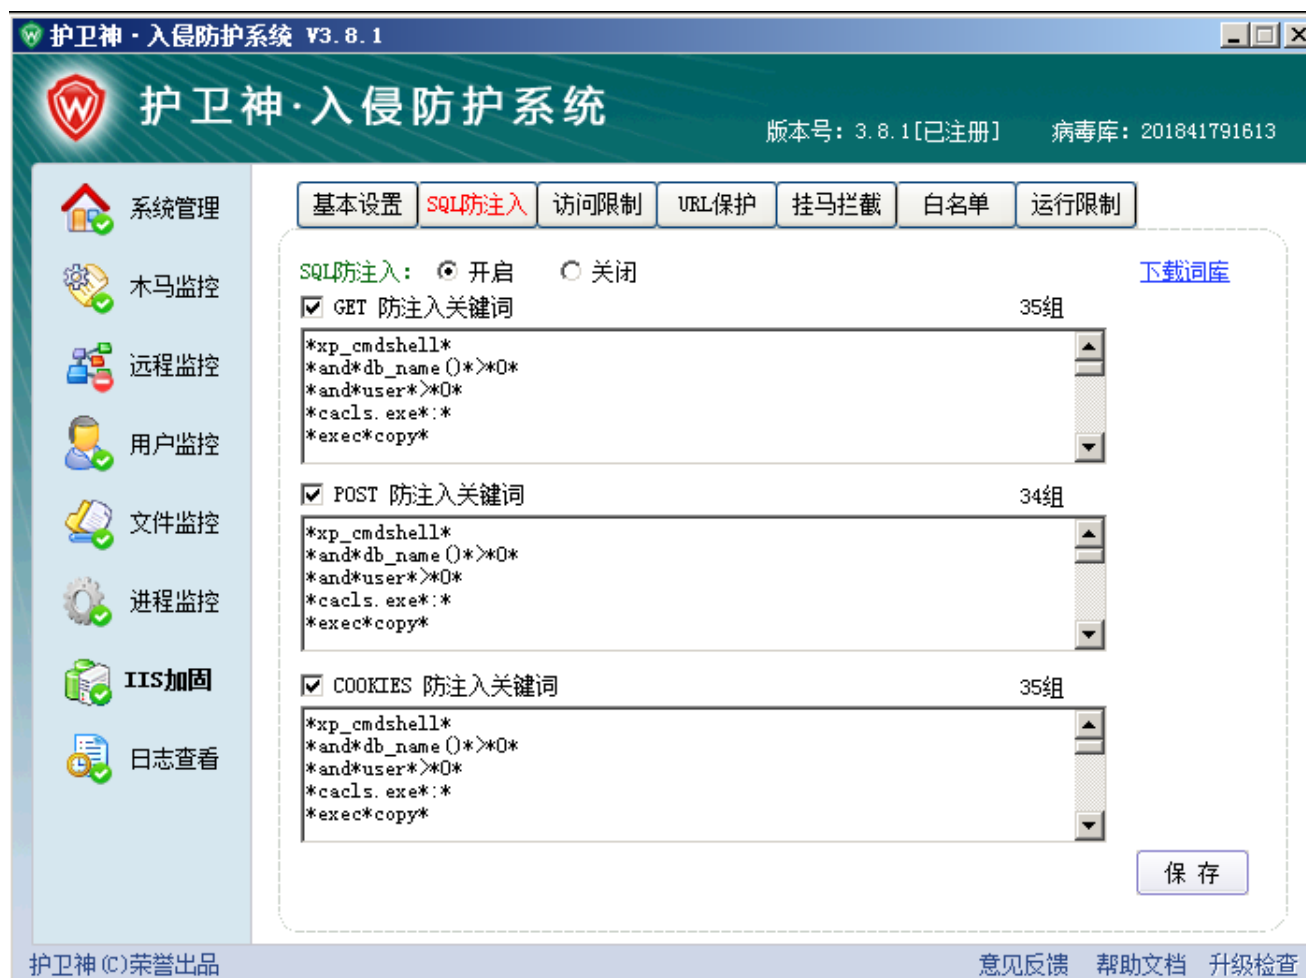 护卫神·入侵防护系统 V3.8.1
护卫神·入侵防护系统
版本号: 3.8.1[已注册] 病毒库: 201841791613
系统管理
木马监控
远程监控
用户监控
文件监控
进程监控
IIS加固
日志查看
基本设置 SQL防注入 访问限制 URL保护 挂马拦截 白名单 运行限制
SQL防注入: 开启 关闭 下载词库
GET 防注入关键词 35组
*xp_cmdshell*
*and*db_name()*>*0*
*and*user*>*0*
*cacls.exe*:*
*exec*copy*
POST 防注入关键词 34组
*xp_cmdshell*
*and*db_name()*>*0*
*and*user*>*0*
*cacls.exe*:*
*exec*copy*
COOKIES 防注入关键词 35组
*xp_cmdshell*
*and*db_name()*>*0*
*and*user*>*0*
*cacls.exe*:*
*exec*copy*
保存
护卫神(C)荣誉出品 意见反馈 帮助文档 升级检查